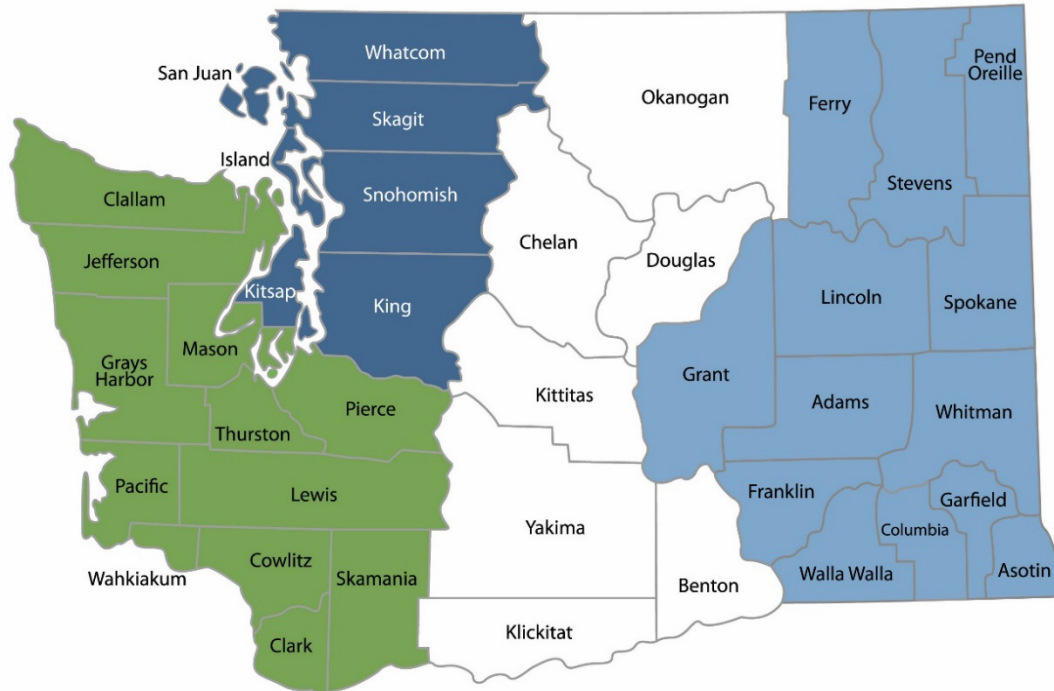 Whatcom
San Juan
Pend
Oreille
Okanogan
Ferry
Skagit
Island
Stevens
Clallam
Snohomish
Chelan
Douglas
Jefferson
Kitsap
King
Lincoln
Spokane
Mason
Grays
Harbor
Grant
Kittitas
Adams
Whitman
Pierce
Thurston
Pacific
Lewis
Franklin
Garfield
Yakima
Columbia
Cowlitz
Wahkiakum
Skamania
Benton
Walla Walla
Asotin
Klickitat
Clark